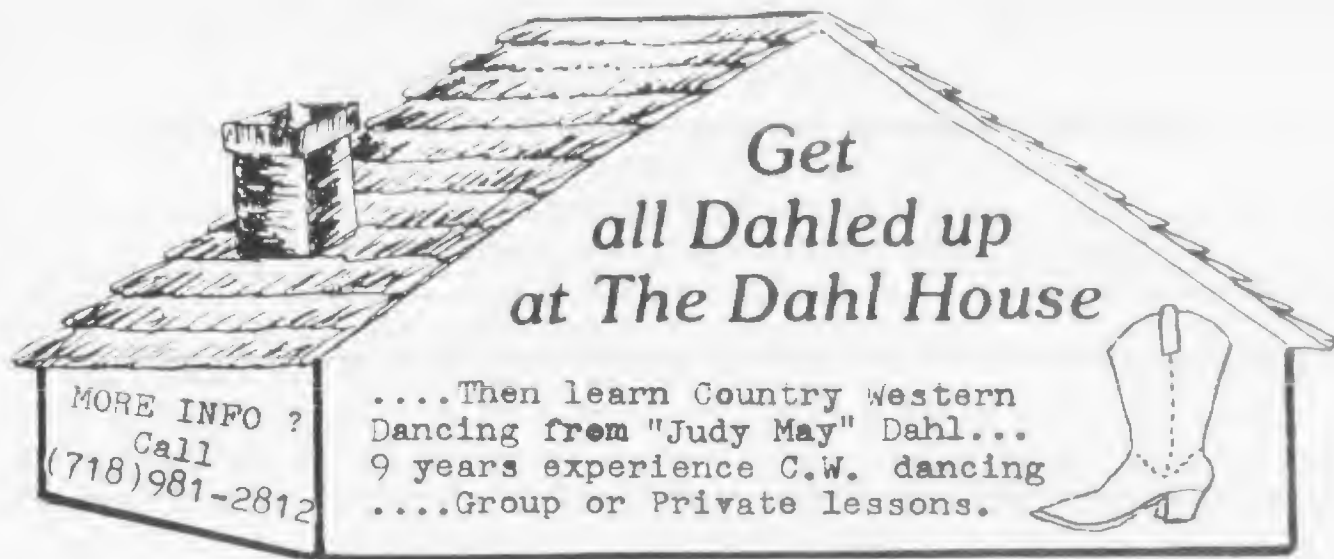 Get
all Dahled up
at The Dahl House
....Then learn Country Western
Dancing from "Judy May" Dahl...
9 years experience C.W. dancing
....Group or Private lessons.
MORE INFO ?
Call
(718)981-2812